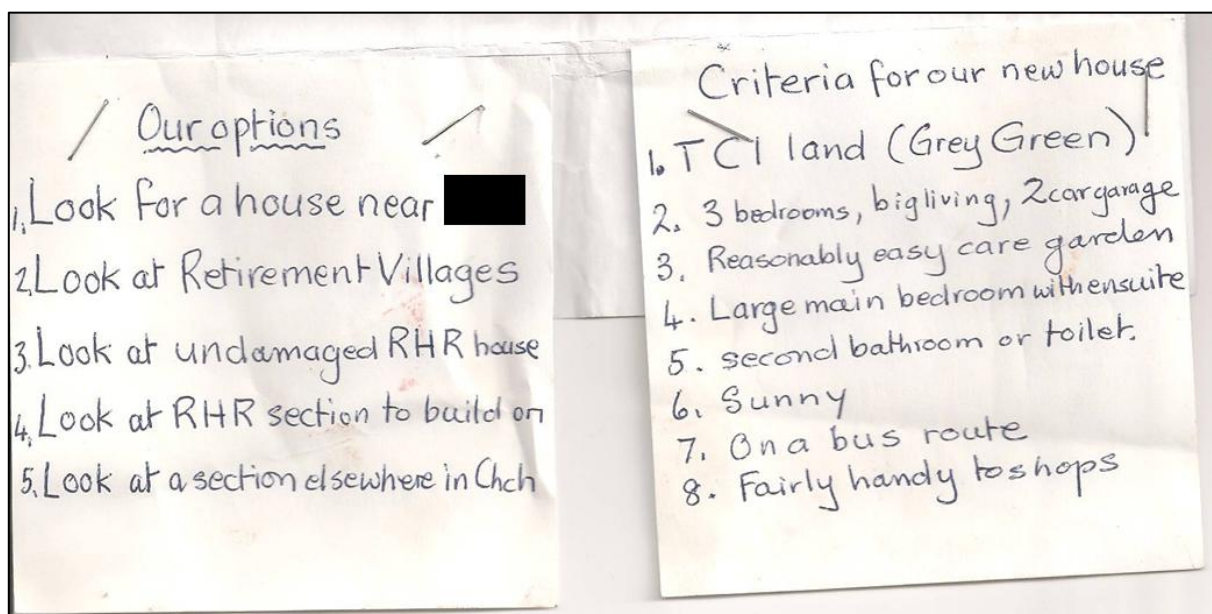 Our options
1. Look for a house near
2. Look at Retirement Villages
3. Look at undamaged RHR house
4. Look at RHR section to build on
5. Look at a section elsewhere in Chch
Criteria for our new house
1. TC1 land (Grey Green)
2. 3 bedrooms, big living, 2 car garage
3. Reasonably easy care garden
4. Large main bedroom with ensuite
5. second bathroom or toilet.
6. Sunny
7. On a bus route
8. Fairly handy to shops